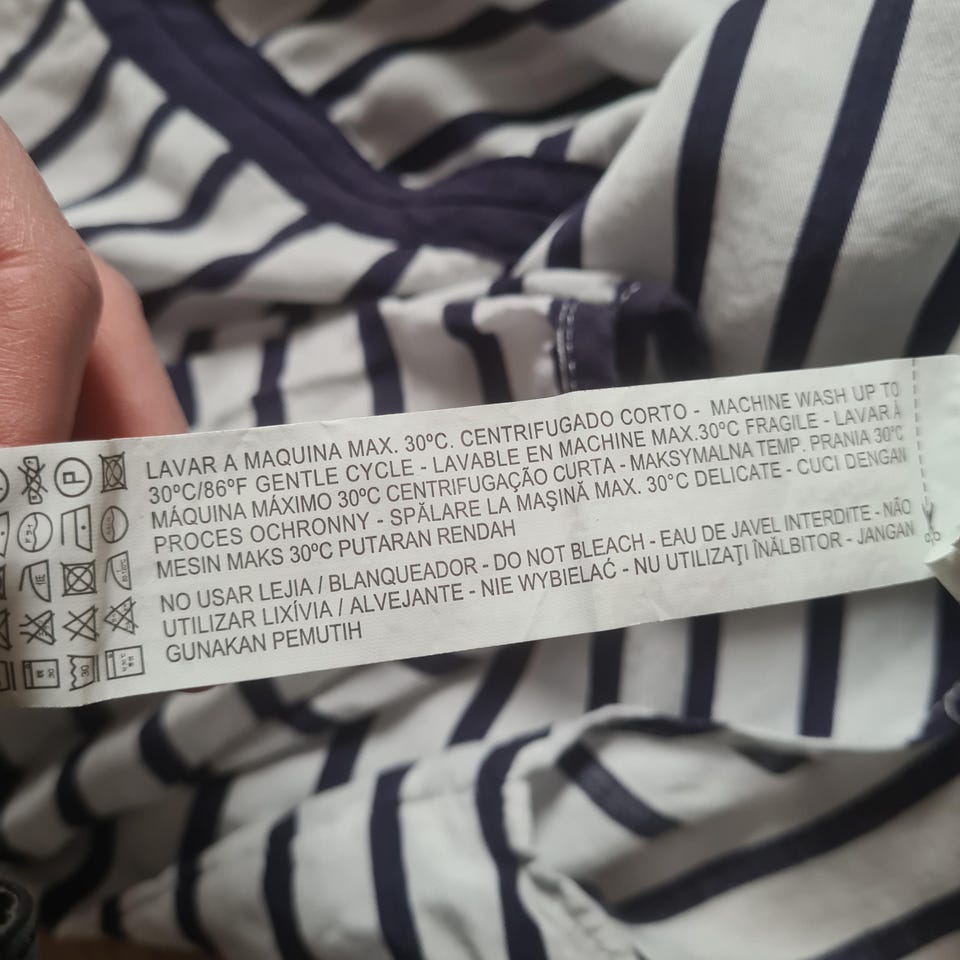 LAVAR A MAQUINA MAX. 30ºC. CENTRIFUGADO CORTO - MACHINE WASH UP TO
30ºC/86ºF GENTLE CYCLE - LAVABLE EN MACHINE MAX.30ºC FRAGILE - LAVAR À
MÁQUINA MÁXIMO 30ºC CENTRIFUGAÇÃO CURTA - MAKSYMALNA TEMP. PRANIA 30ºC
PROCES OCHRONNY - SPĂLARE LA MAŞINĂ MAX. 30°C DELICATE - CUCI DENGAN
MESIN MAKS 30ºC PUTARAN RENDAH
NO USAR LEJIA / BLANQUEADOR - DO NOT BLEACH - EAU DE JAVEL INTERDITE - NÃO
UTILIZAR LIXÍVIA / ALVEJANTE - NIE WYBIELAĆ - NU UTILIZAŢI ÎNĂLBITOR - JANGAN
GUNAKAN PEMUTIH